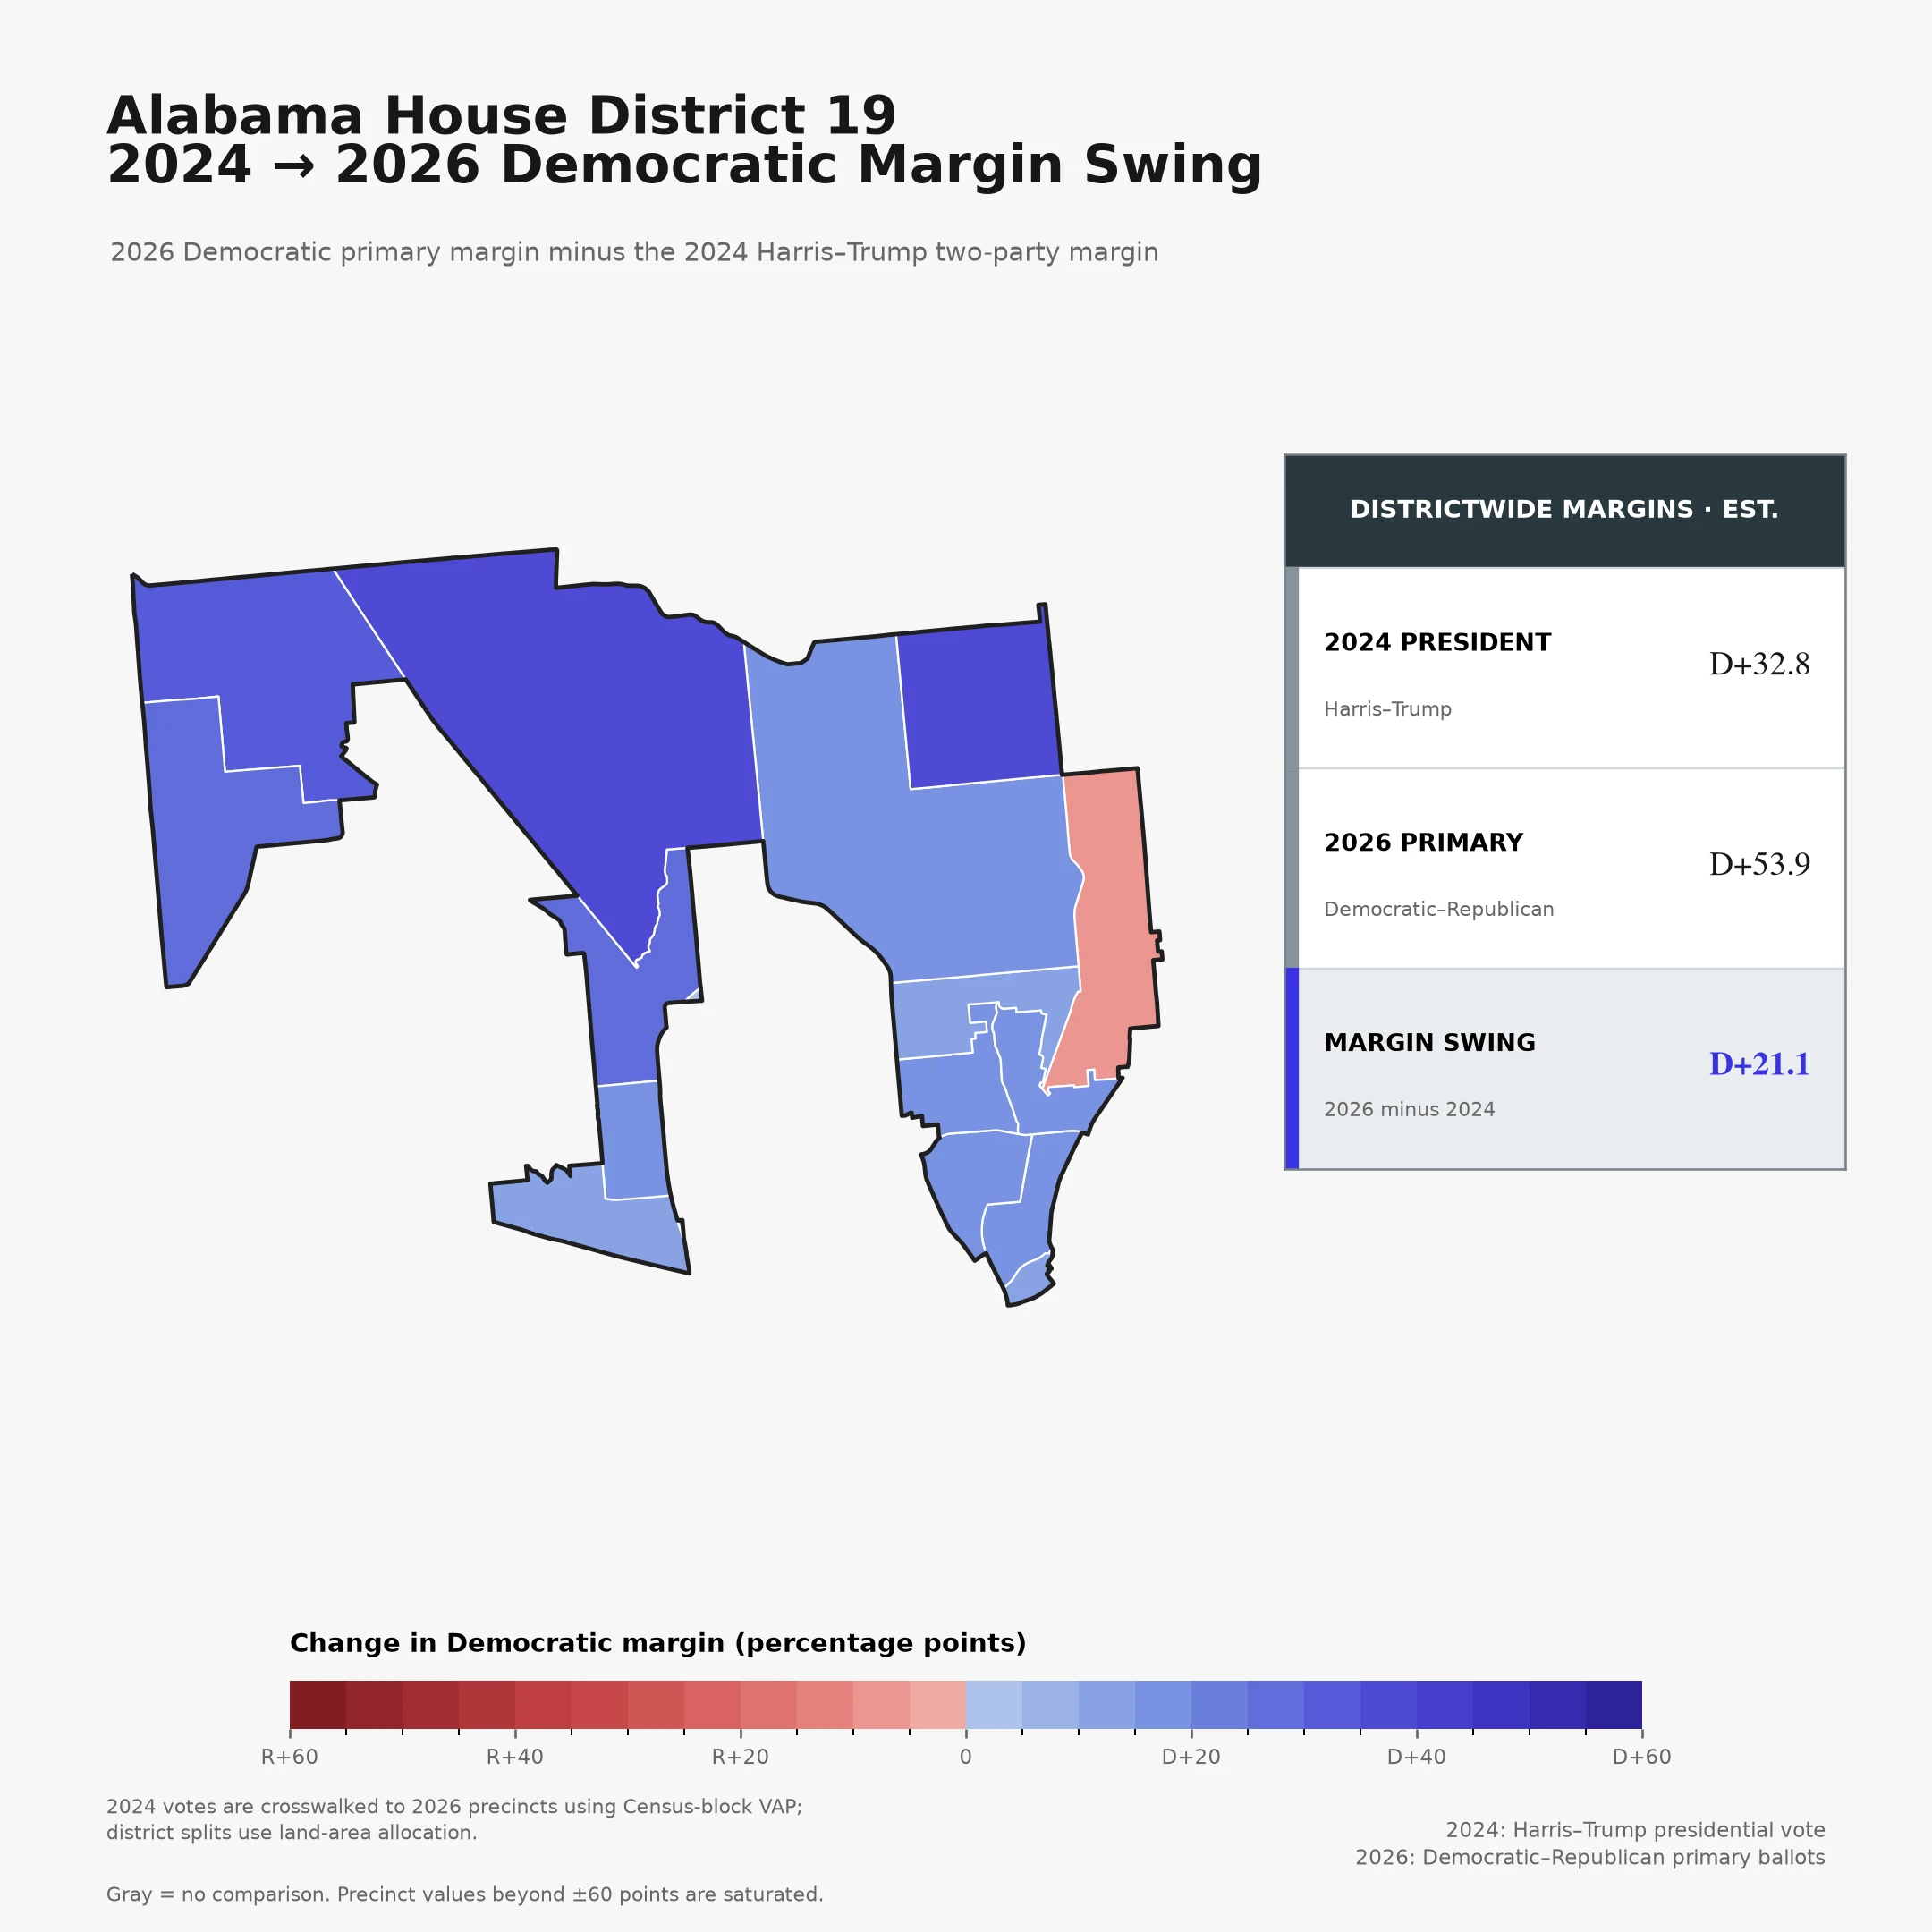 Alabama House District 19
2024 → 2026 Democratic Margin Swing
2026 Democratic primary margin minus the 2024 Harris–Trump two-party margin
DISTRICTWIDE MARGINS · EST.
2024 PRESIDENT
D+32.8
Harris–Trump
2026 PRIMARY
D+53.9
Democratic–Republican
MARGIN SWING
D+21.1
2026 minus 2024
Change in Democratic margin (percentage points)
R+60 R+40 R+20 0 D+20 D+40 D+60
2024 votes are crosswalked to 2026 precincts using Census-block VAP;
district splits use land-area allocation.
Gray = no comparison. Precinct values beyond ±60 points are saturated.
2024: Harris–Trump presidential vote
2026: Democratic–Republican primary ballots